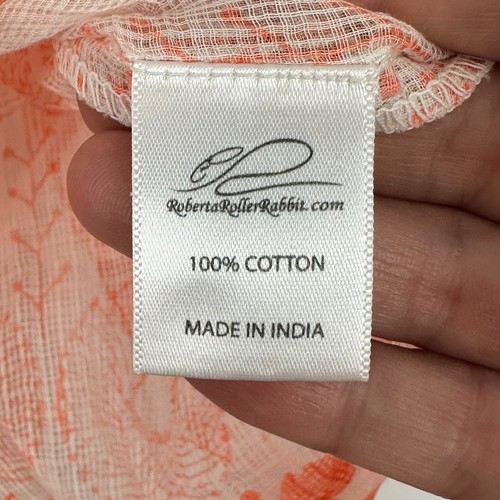 RobertaRollerRabbit.com
100% COTTON
MADE IN INDIA